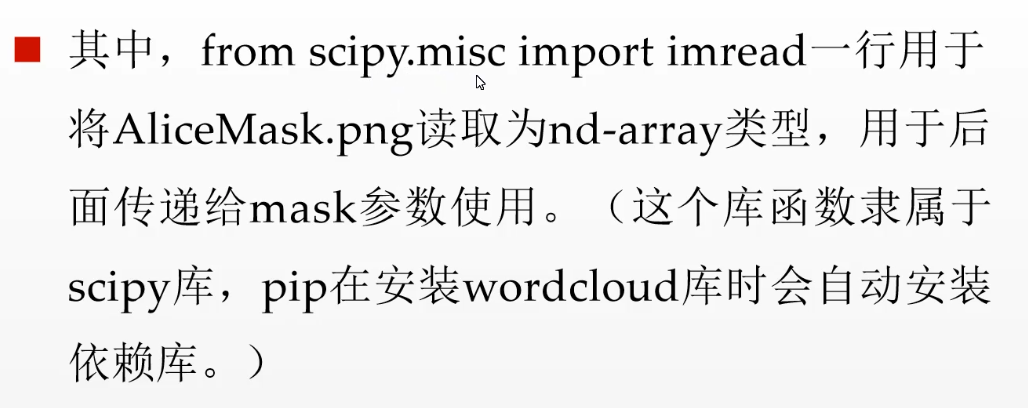 其中，from scipy.misc import imread一行用于
将AliceMask.png读取为nd-array类型，用于后
面传递给mask参数使用。（这个库函数隶属于
scipy库，pip在安装wordcloud库时会自动安装
依赖库。）